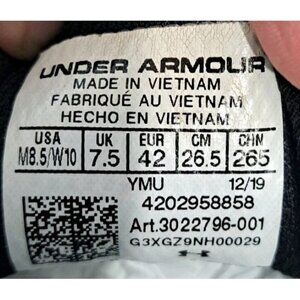 UNDER ARMOUR
MADE IN VIETNAM
FABRIQUÉ AU VIETNAM
HECHO EN VIETNAM
USA UK EUR CM CHN
M8.5/W10 7.5 42 26.5 265
YMU 12/19
4202958858
Art.3022796-001
G3XGZ9NH00029